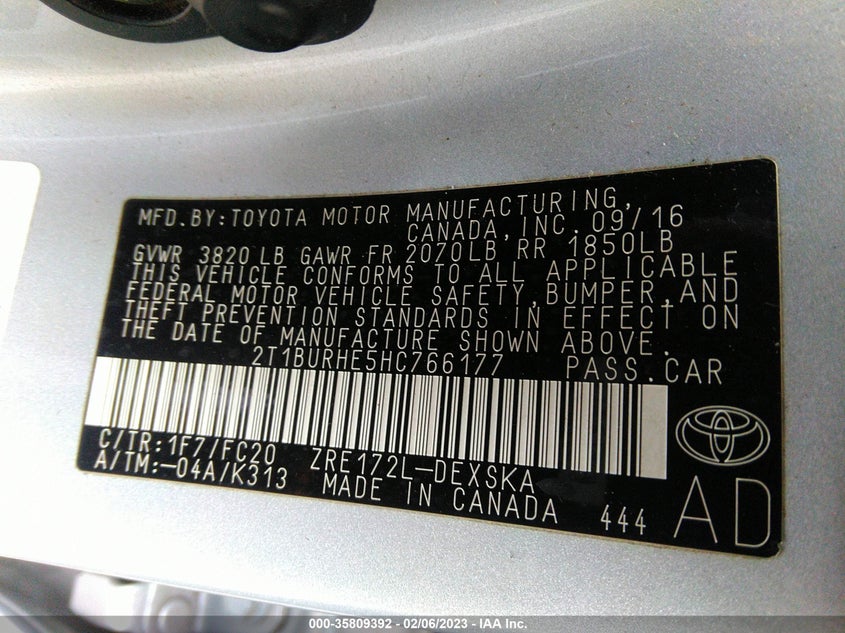 MFD.BY:TOYOTA MOTOR MANUFACTURING,
CANADA,INC.09/16
GVWR 3820LB GAWR FR 2070LB RR 1850LB
THIS VEHICLE CONFORMS TO ALL APPLICABLE
FEDERAL MOTOR VEHICLE SAFETY,BUMPER,AND
THEFT PREVENTION STANDARDS IN EFFECT ON
THE DATE OF MANUFACTURE SHOWN ABOVE.
2T1BURHE5HC766177 PASS.CAR
C/TR:1F7/FC20 ZRE172L-DEXSKA
A/TM:-04A/K313 MADE IN CANADA 444 AD
000-35809392 - 02/06/2023 - IAA Inc.